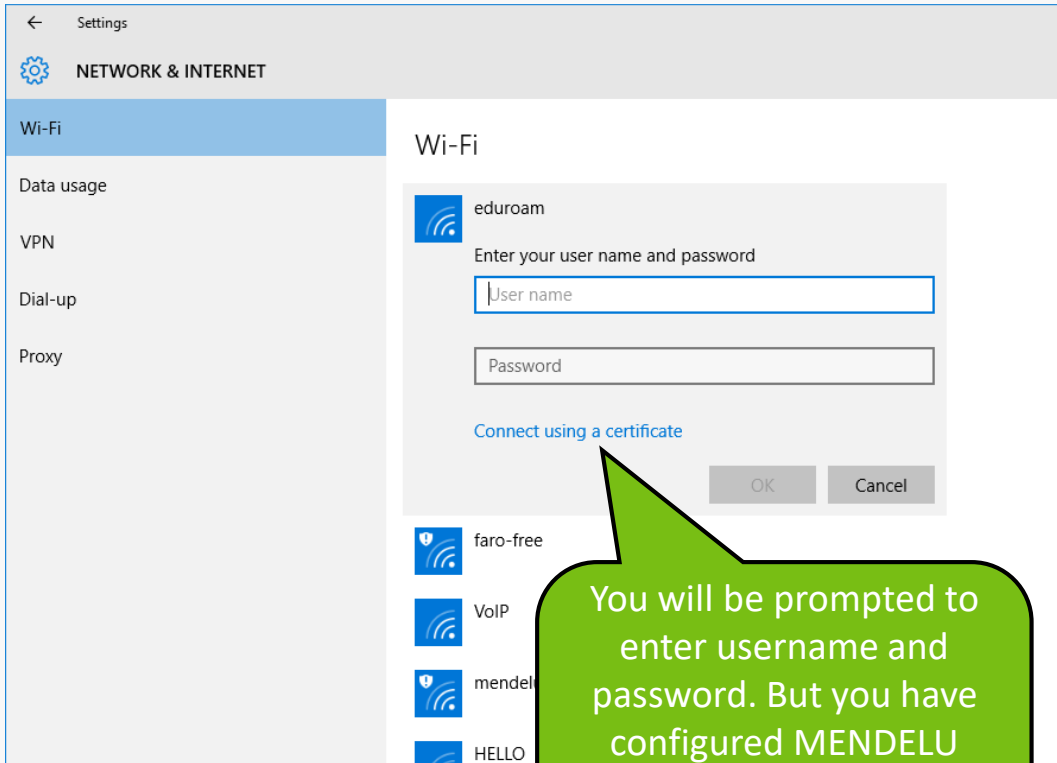 ← Settings
NETWORK & INTERNET
Wi-Fi
Data usage
VPN
Dial-up
Proxy
Wi-Fi
eduroam
Enter your user name and password
User name
Password
Connect using a certificate
OK Cancel
faro-free
VoIP
mendelu
HELLO
You will be prompted to
enter username and
password. But you have
configured MENDELU